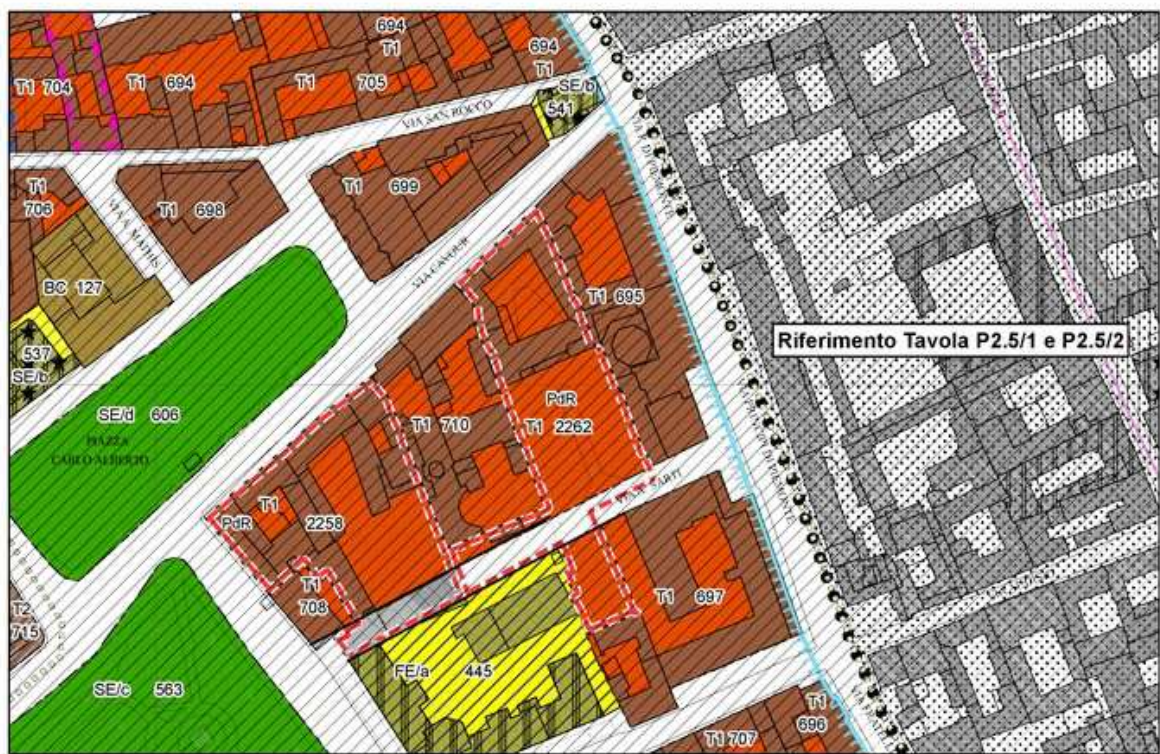 694
T1
694
T1
T1 704
T1 694
T1 705
SE/b
541
VIA SAN ROCCO
T1
706
VIA A. MATHIS
T1 698
T1 699
VIA CAVOUR
BC 127
T1 695
Riferimento Tavola P2.5/1 e P2.5/2
537
SE/b
SE/d 606
PIAZZA
CARLO ALBERTO
PdR
T1 2262
T1 710
T1
PdR 2258
T1
708
T1 697
T2
715
FE/a 445
SE/c 563
T1
696
T1 707